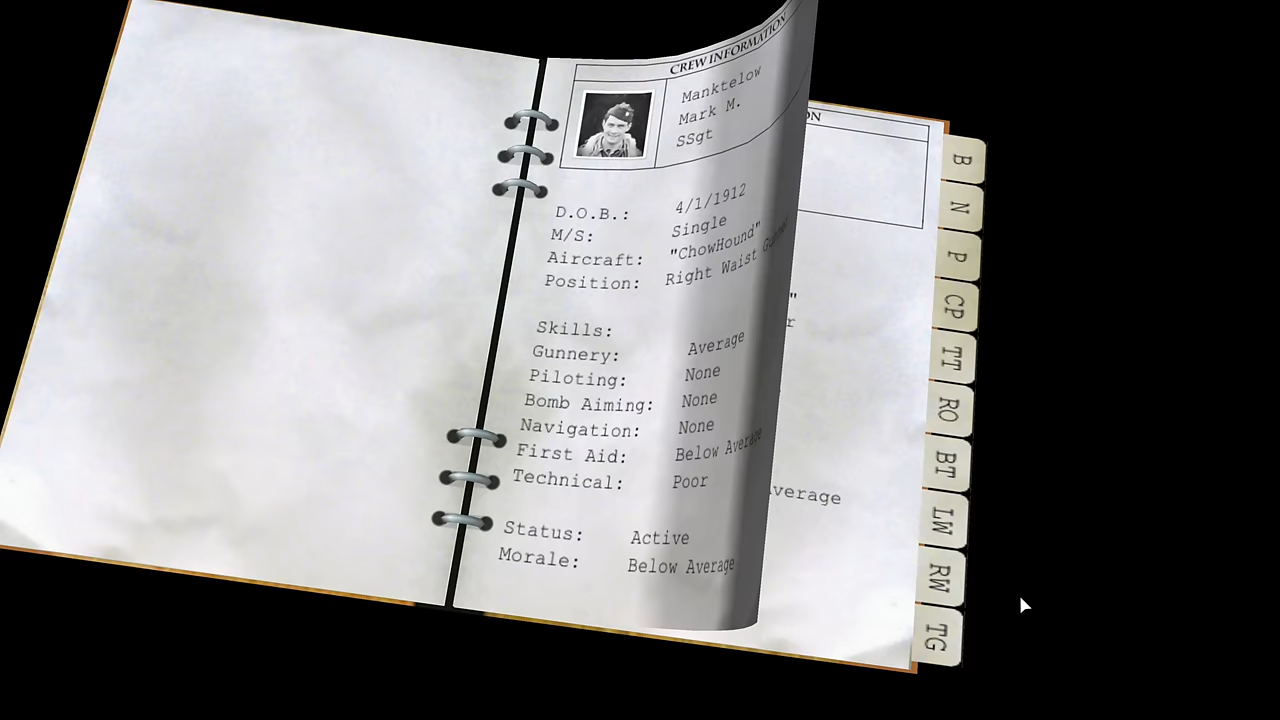 CREW INFORMATION
Manktelow
Mark M.
SSgt
D.O.B.: 4/1/1912
M/S: Single
Aircraft: "ChowHound"
Position: Right Waist Gunner
Skills:
Gunnery: Average
Piloting: None
Bomb Aiming: None
Navigation: None
First Aid: Below Average
Technical: Poor
Status: Active
Morale: Below Average
ON
"
r
verage
B
N
P
CP
TT
RO
BT
LW
RW
TG